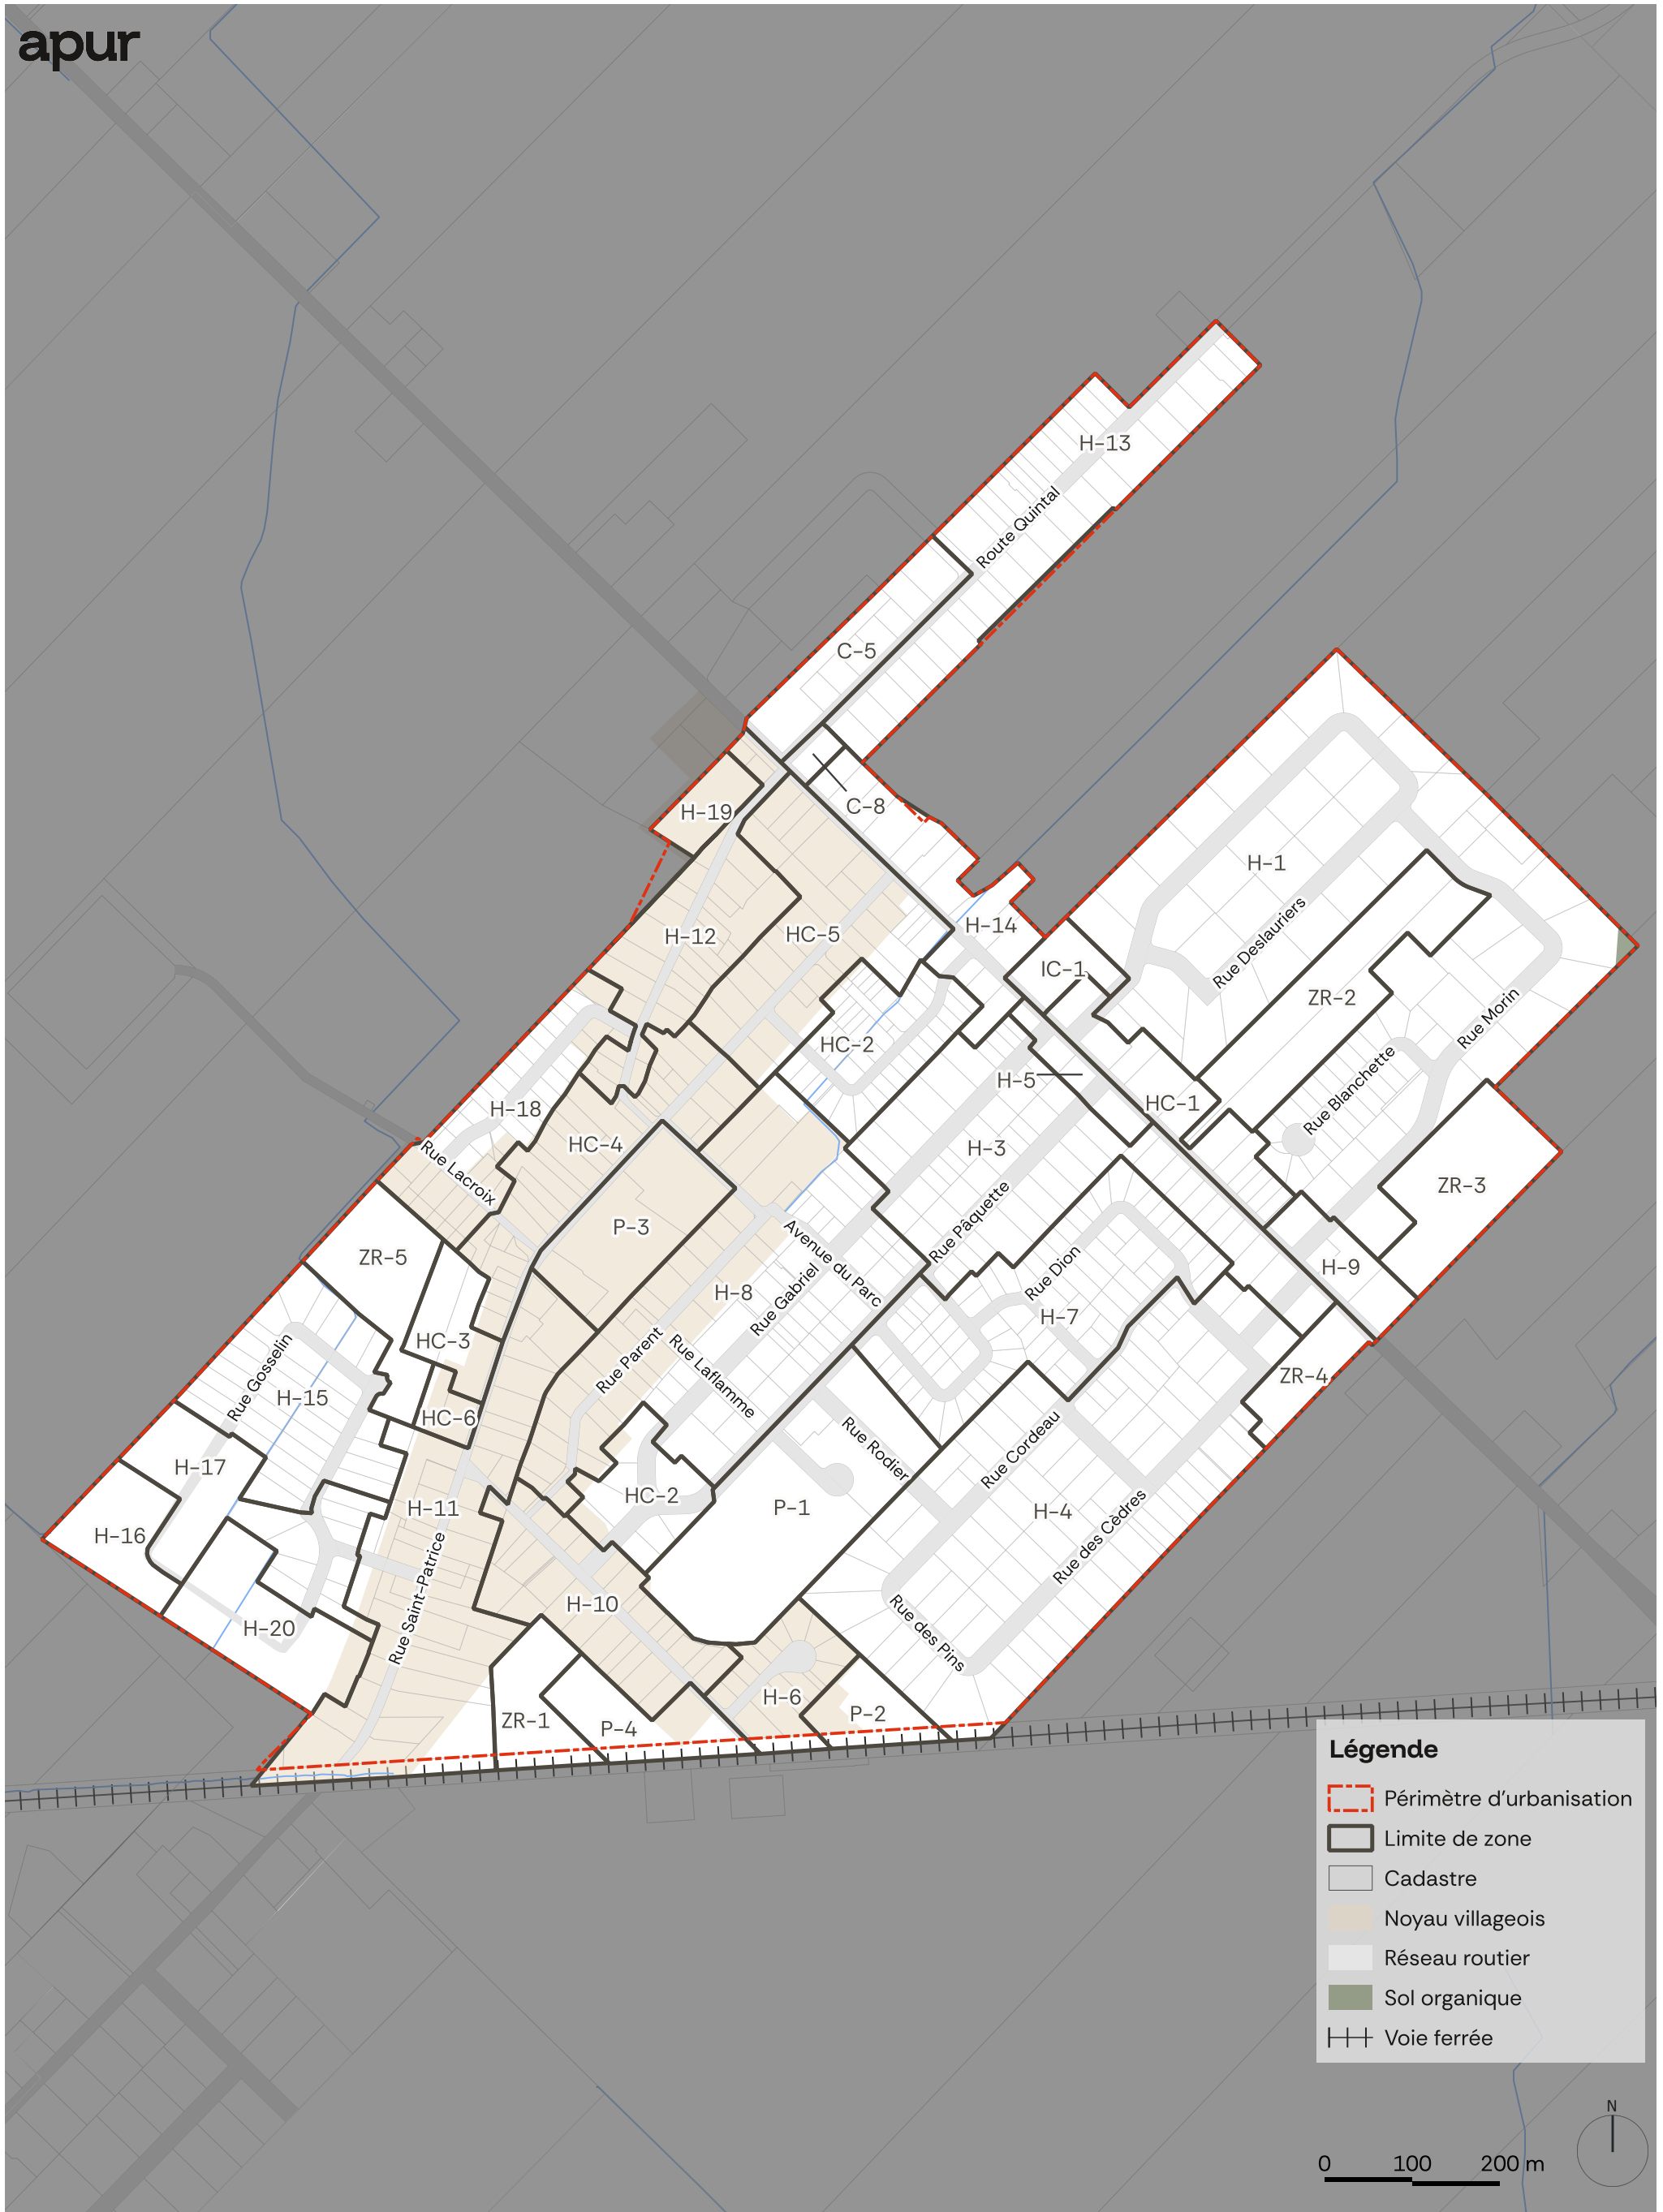 apur
H-13
Route Quintal
C-5
C-8
H-19
H-1
H-14
HC-5
H-12
Rue Deslauriers
IC-1
ZR-2
Rue Morin
HC-2
H-5
HC-1
Rue Blanchette
H-18
HC-4
H-3
Rue Lacroix
ZR-3
P-3
Rue Pâquette
Avenue du Parc
ZR-5
H-9
Rue Dion
H-8
Rue Gabriel
H-7
HC-3
Rue Parent
Rue Laflamme
ZR-4
Rue Gosselin
H-15
HC-6
Rue Rodier
Rue Cordeau
H-17
HC-2
P-1
H-11
H-4
H-16
Rue des Cèdres
Rue Saint-Patrice
H-10
H-20
Rue des Pins
H-6
P-2
ZR-1
P-4
Légende
Périmètre d'urbanisation
Limite de zone
Cadastre
Noyau villageois
Réseau routier
Sol organique
Voie ferrée
N
0 100 200 m